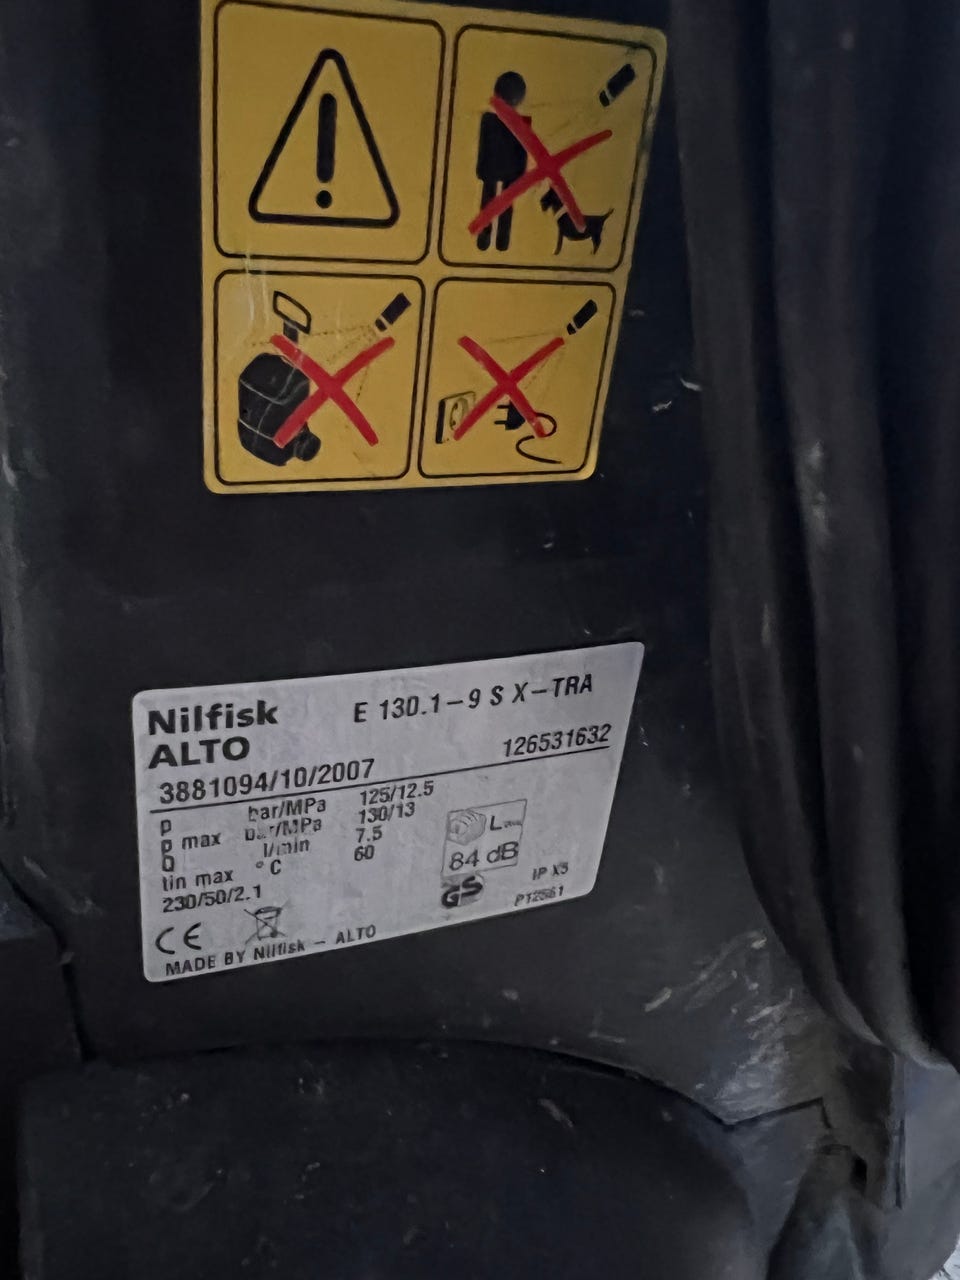 Nilfisk
ALTO
E 130.1-9 S X-TRA
126531632
3881094/10/2007
p bar/MPa 125/12.5
p max bar/MPa 130/13
Q l/min 7.5
tin max °C 60
230/50/2.1
84 dB
GS
IP X5
CE
MADE BY Nilfisk - ALTO